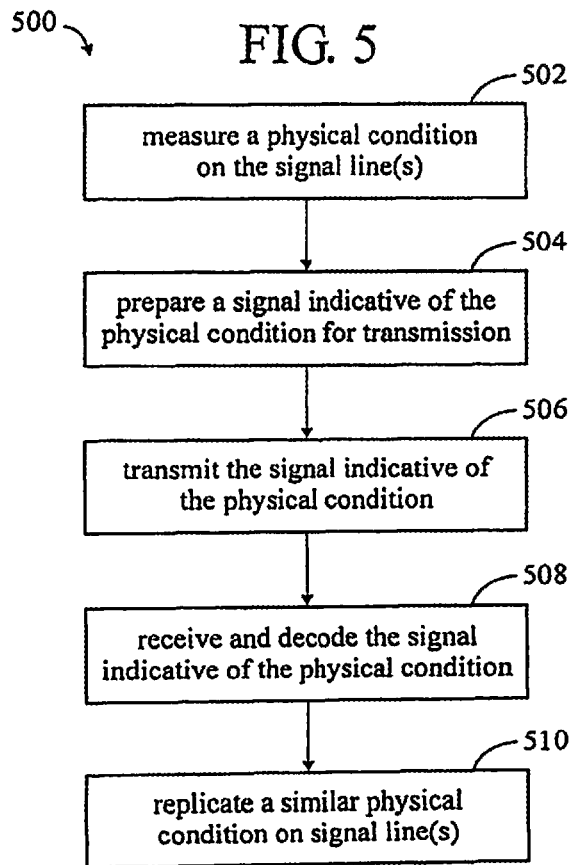 500
FIG. 5
502
measure a physical condition
on the signal line(s)
504
prepare a signal indicative of the
physical condition for transmission
506
transmit the signal indicative of
the physical condition
508
receive and decode the signal
indicative of the physical condition
510
replicate a similar physical
condition on signal line(s)